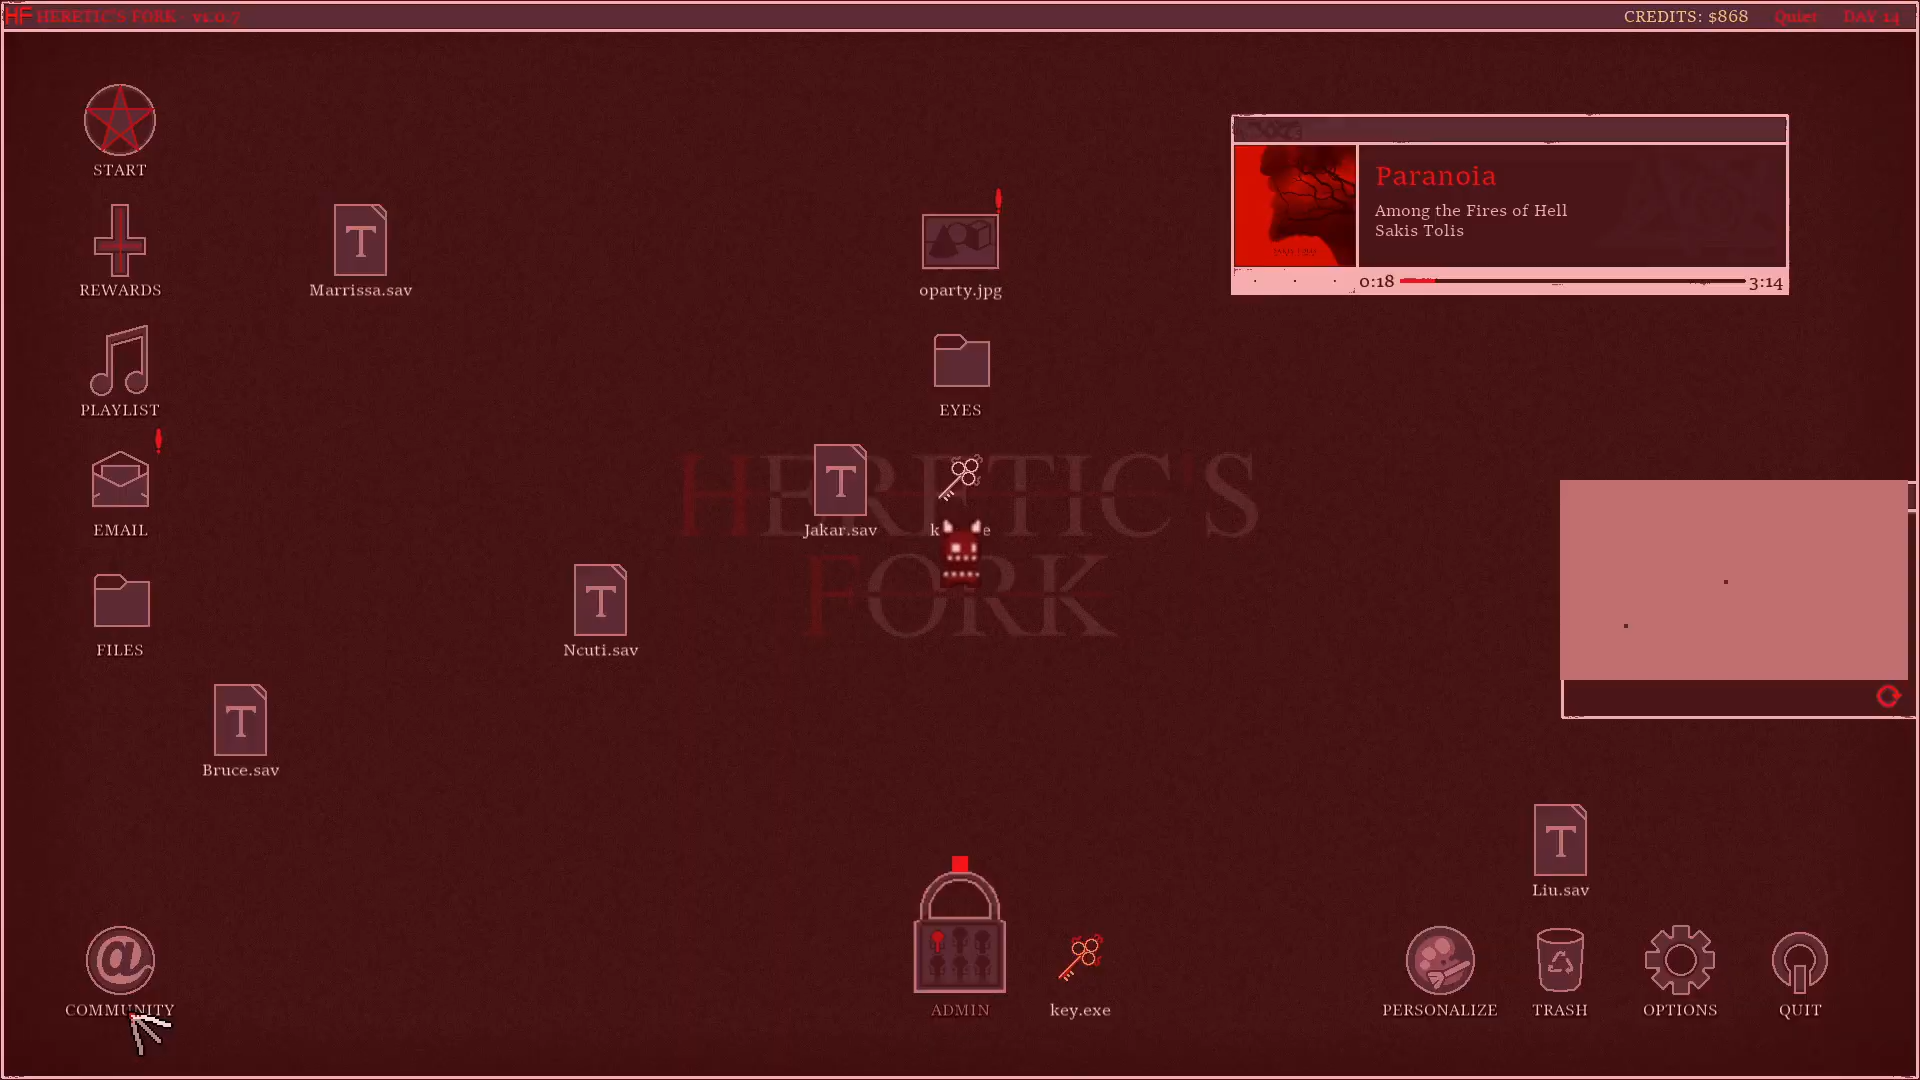 HF HERETIC'S FORK - v1.0.7
CREDITS: $868 Quiet DAY 14
START
REWARDS
PLAYLIST
EMAIL
FILES
T
Marrissa.sav
oparty.jpg
EYES
Paranoia
Among the Fires of Hell
Sakis Tolis
SAKIS TOLIS
0:18
3:14
HERETIC'S
FORK
T
Jakar.sav
T
Ncuti.sav
T
Bruce.sav
T
Liu.sav
@
COMMUNITY
ADMIN
key.exe
PERSONALIZE
TRASH
OPTIONS
QUIT